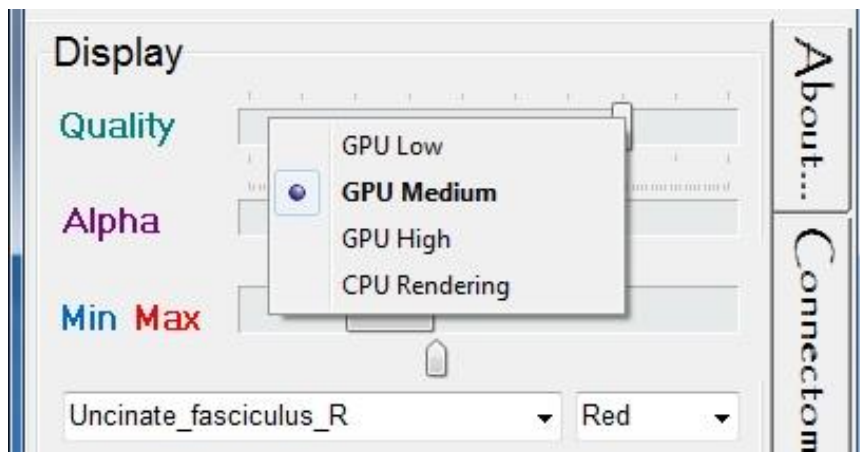 Display
Quality
GPU Low
GPU Medium
Alpha
GPU High
CPU Rendering
Min Max
Uncinate_fasciculus_R Red
About...
Connectom